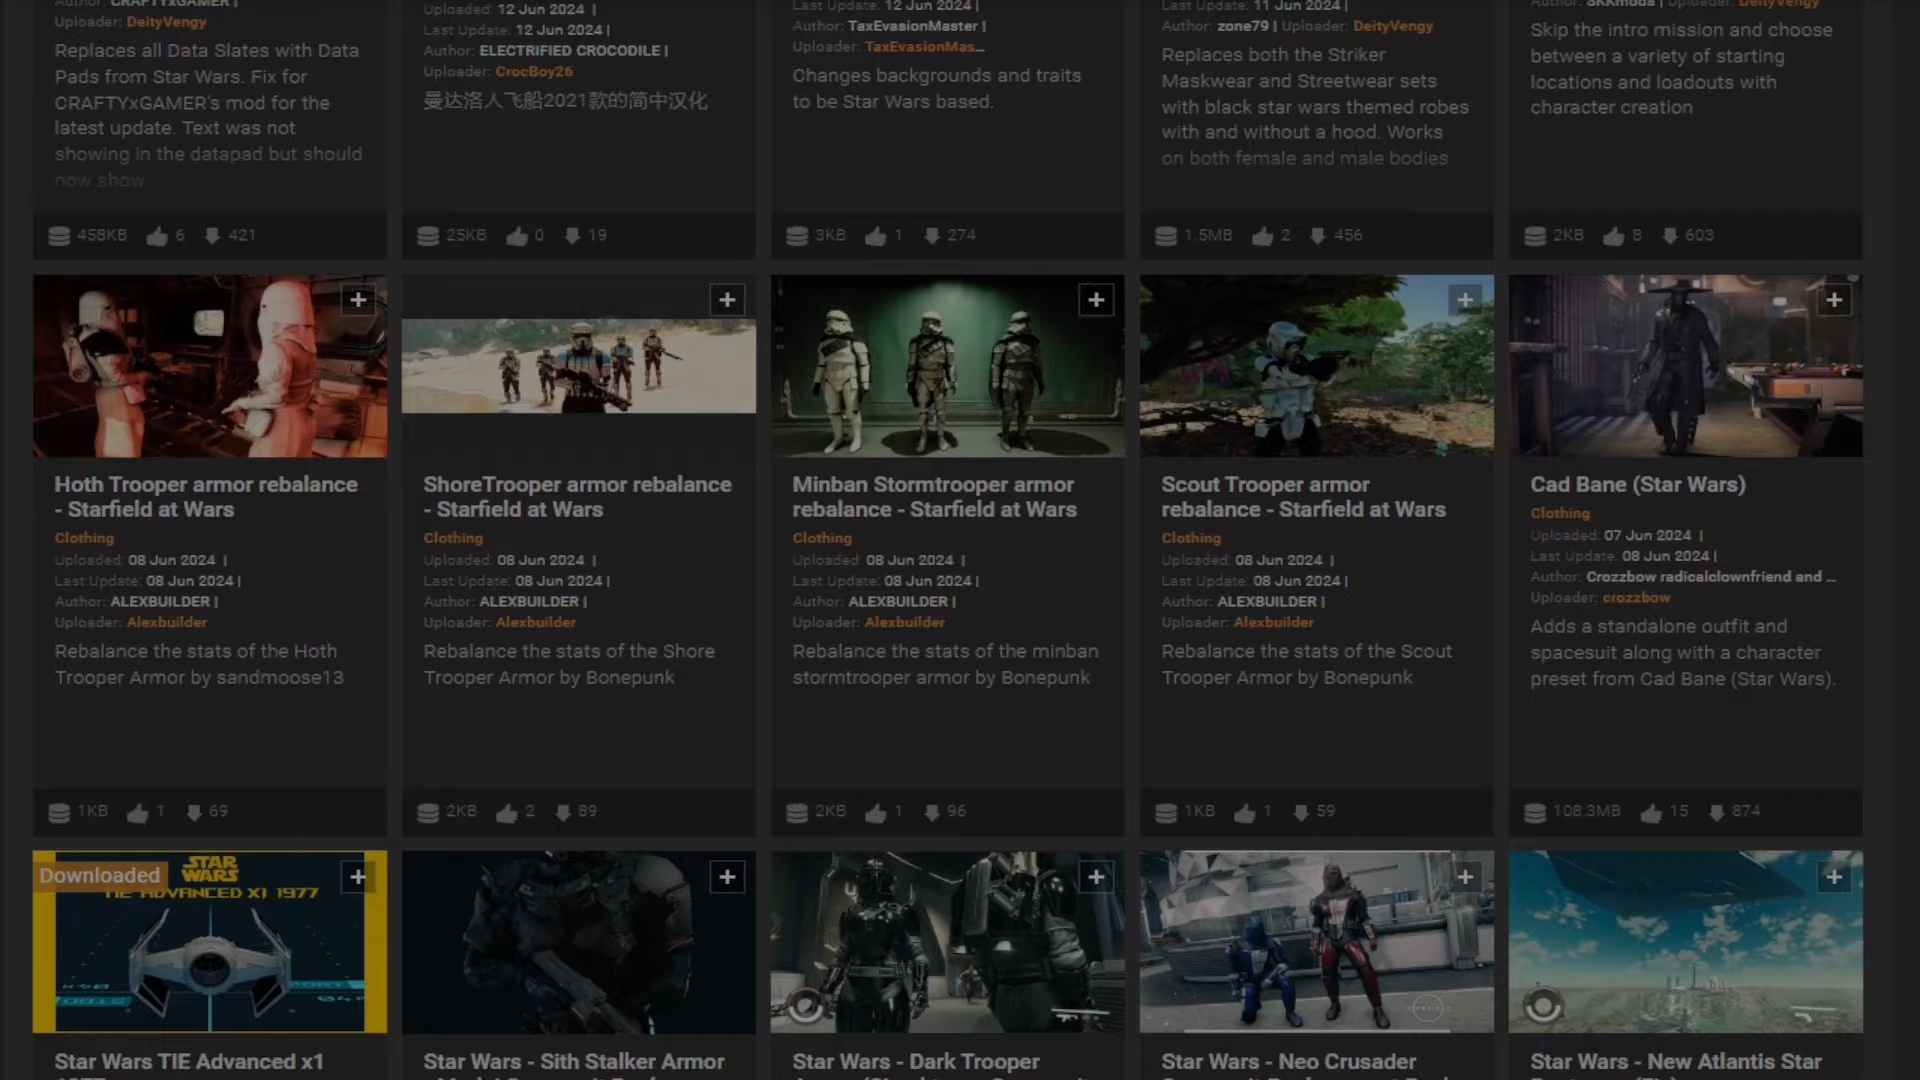 Author: CRAFTYxGAMER |
Uploader: DeityVengy
Replaces all Data Slates with Data
Pads from Star Wars. Fix for
CRAFTYxGAMER's mod for the
latest update. Text was not
showing in the datapad but should
now show
458KB 6 421
Uploaded: 12 Jun 2024 |
Last Update: 12 Jun 2024 |
Author: ELECTRIFIED CROCODILE |
Uploader: CrocBoy26
曼达洛人飞船2021款的简中汉化
25KB 0 19
Last Update: 12 Jun 2024 |
Author: TaxEvasionMaster |
Uploader: TaxEvasionMas...
Changes backgrounds and traits
to be Star Wars based.
3KB 1 274
Last Update: 11 Jun 2024 |
Author: zone79 | Uploader: DeityVengy
Replaces both the Striker
Maskwear and Streetwear sets
with black star wars themed robes
with and without a hood. Works
on both female and male bodies
1.5MB 2 456
Author: SKKmods | Uploader: DeityVengy
Skip the intro mission and choose
between a variety of starting
locations and loadouts with
character creation
2KB 8 603
Hoth Trooper armor rebalance
- Starfield at Wars
Clothing
Uploaded: 08 Jun 2024 |
Last Update: 08 Jun 2024 |
Author: ALEXBUILDER |
Uploader: Alexbuilder
Rebalance the stats of the Hoth
Trooper Armor by sandmoose13
1KB 1 69
ShoreTrooper armor rebalance
- Starfield at Wars
Clothing
Uploaded: 08 Jun 2024 |
Last Update: 08 Jun 2024 |
Author: ALEXBUILDER |
Uploader: Alexbuilder
Rebalance the stats of the Shore
Trooper Armor by Bonepunk
2KB 2 89
Minban Stormtrooper armor
rebalance - Starfield at Wars
Clothing
Uploaded: 08 Jun 2024 |
Last Update: 08 Jun 2024 |
Author: ALEXBUILDER |
Uploader: Alexbuilder
Rebalance the stats of the minban
stormtrooper armor by Bonepunk
2KB 1 96
Scout Trooper armor
rebalance - Starfield at Wars
Clothing
Uploaded: 08 Jun 2024 |
Last Update: 08 Jun 2024 |
Author: ALEXBUILDER |
Uploader: Alexbuilder
Rebalance the stats of the Scout
Trooper Armor by Bonepunk
1KB 1 59
Cad Bane (Star Wars)
Clothing
Uploaded: 07 Jun 2024 |
Last Update: 08 Jun 2024 |
Author: Crozzbow radicalclownfriend and ...
Uploader: crozzbow
Adds a standalone outfit and
spacesuit along with a character
preset from Cad Bane (Star Wars).
108.3MB 15 874
Downloaded
STAR
WARS
TIE ADVANCED X1 1977
Star Wars TIE Advanced x1
Star Wars - Sith Stalker Armor
Star Wars - Dark Trooper
Star Wars - Neo Crusader
Star Wars - New Atlantis Star